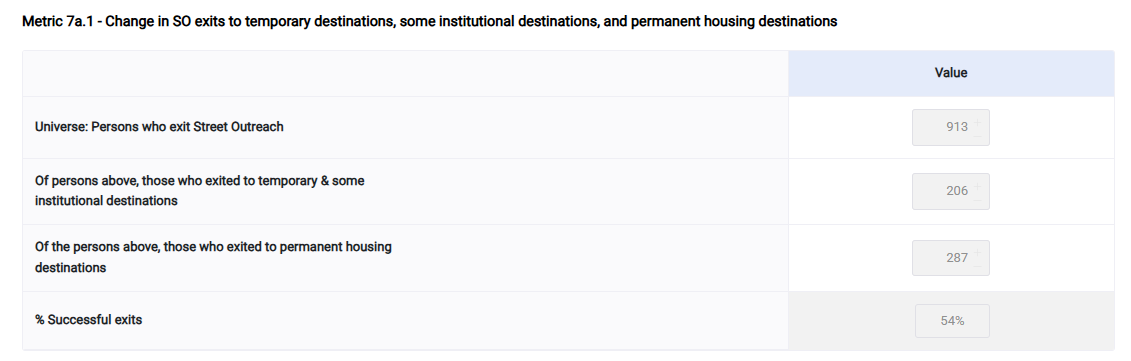 Metric 7a.1 - Change in SO exits to temporary destinations, some institutional destinations, and permanent housing destinations
Value
Universe: Persons who exit Street Outreach
913
Of persons above, those who exited to temporary & some
institutional destinations
206
Of the persons above, those who exited to permanent housing
destinations
287
% Successful exits
54%